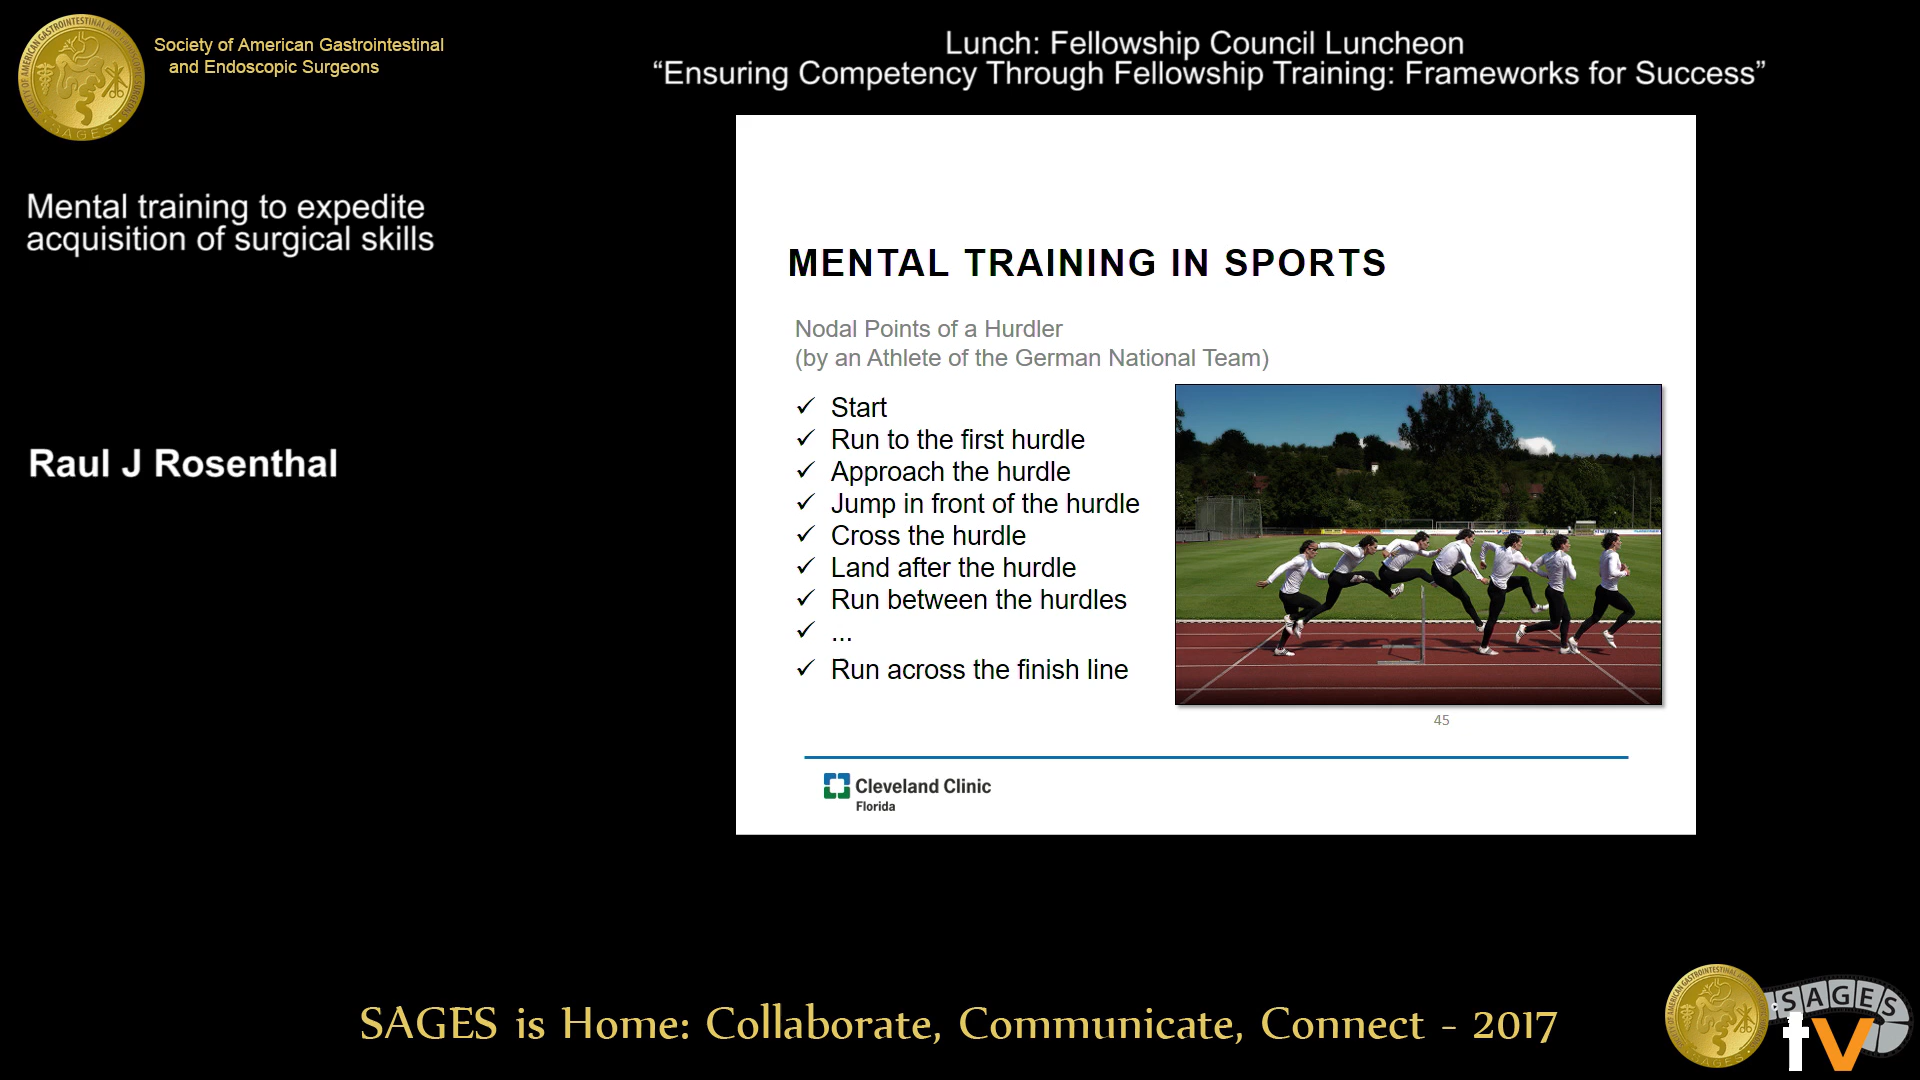 Society of American Gastrointestinal
and Endoscopic Surgeons
Lunch: Fellowship Council Luncheon
“Ensuring Competency Through Fellowship Training: Frameworks for Success”
Mental training to expedite
acquisition of surgical skills
Raul J Rosenthal
MENTAL TRAINING IN SPORTS
Nodal Points of a Hurdler
(by an Athlete of the German National Team)
✓ Start
✓ Run to the first hurdle
✓ Approach the hurdle
✓ Jump in front of the hurdle
✓ Cross the hurdle
✓ Land after the hurdle
✓ Run between the hurdles
✓ ...
✓ Run across the finish line
45
Cleveland Clinic
Florida
SAGES is Home: Collaborate, Communicate, Connect - 2017
SAGES
tv
SAGES